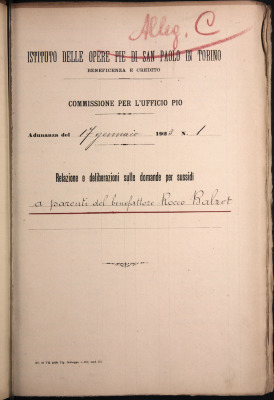 Alleg. C
ISTITUTO DELLE OPERE PIE DI SAN PAOLO IN TORINO
BENEFICENZA E CREDITO
COMMISSIONE PER L'UFFICIO PIO
Adunanza del 17 gennaio 1923 N. 1
Relazione e deliberazioni sulle domande per sussidi
a parenti del benefattore Rocco Balzot